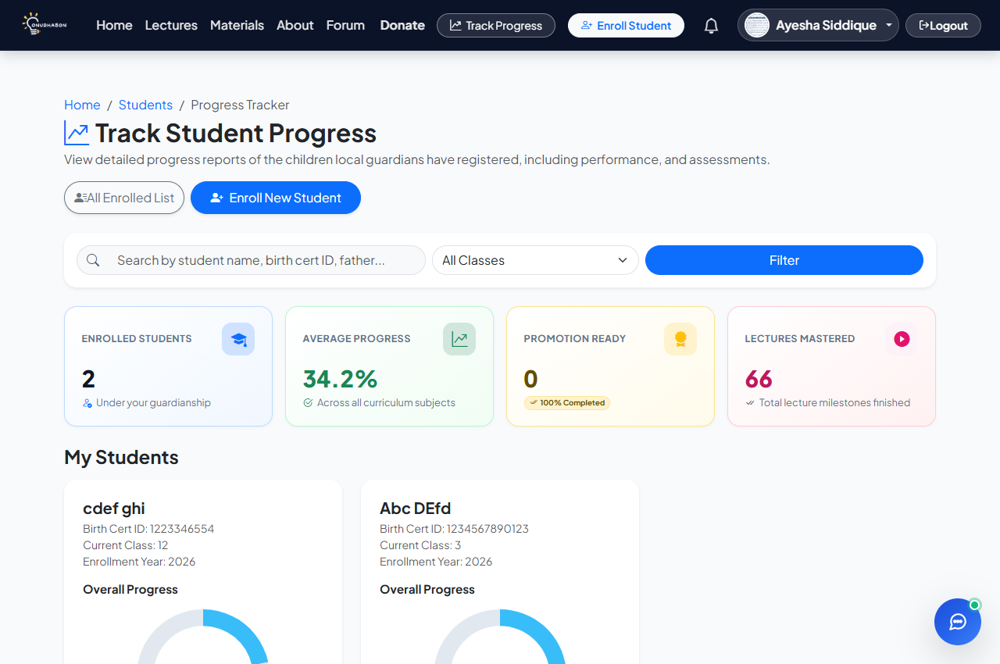 ONUDHABON
Home Lectures Materials About Forum Donate Track Progress Enroll Student Ayesha Siddique Logout
Home / Students / Progress Tracker
Track Student Progress
View detailed progress reports of the children local guardians have registered, including performance, and assessments.
All Enrolled List Enroll New Student
Search by student name, birth cert ID, father... All Classes Filter
ENROLLED STUDENTS
2
Under your guardianship
AVERAGE PROGRESS
34.2%
Across all curriculum subjects
PROMOTION READY
0
100% Completed
LECTURES MASTERED
66
Total lecture milestones finished
My Students
cdef ghi
Birth Cert ID: 1223346554
Current Class: 12
Enrollment Year: 2026
Overall Progress
Abc DEfd
Birth Cert ID: 1234567890123
Current Class: 3
Enrollment Year: 2026
Overall Progress